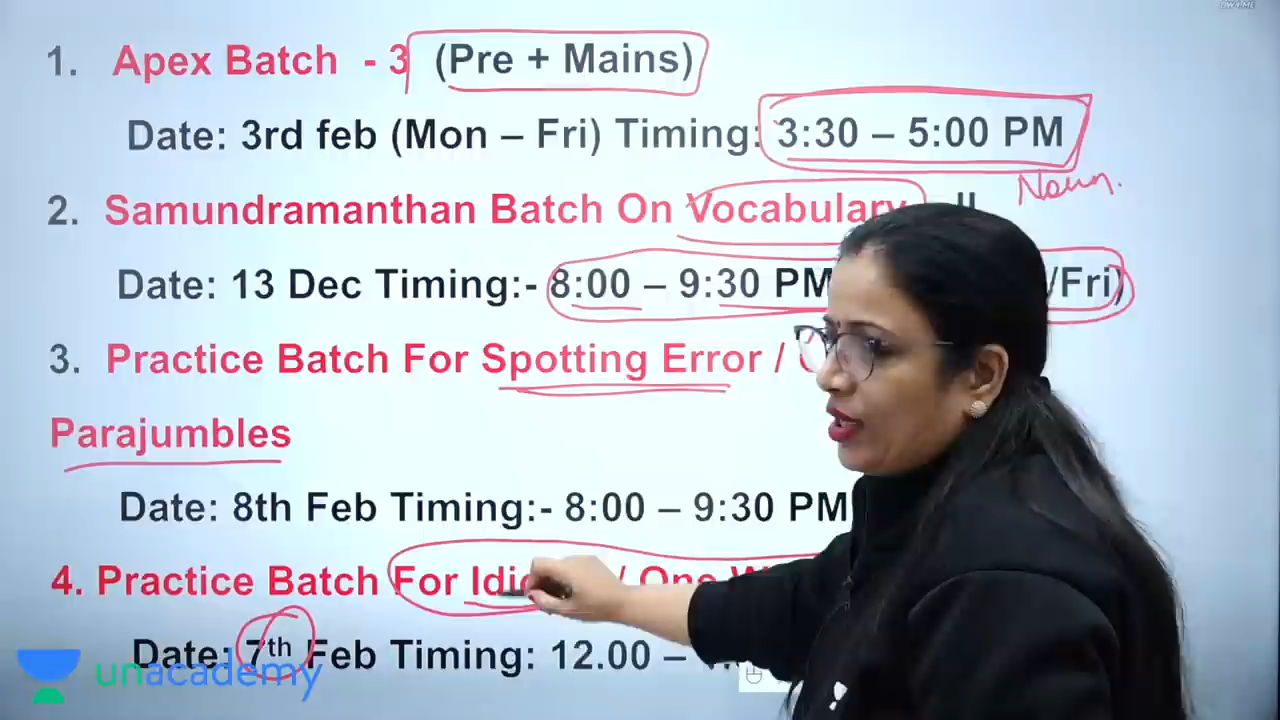 1. Apex Batch - 3 (Pre + Mains)
Date: 3rd feb (Mon – Fri) Timing: 3:30 – 5:00 PM
Noun.
2. Samundramanthan Batch On Vocabulary II
Date: 13 Dec Timing:- 8:00 – 9:30 PM /Fri)
3. Practice Batch For Spotting Error /
Parajumbles
Date: 8th Feb Timing:- 8:00 – 9:30 PM
4. Practice Batch For / One
Date: 7th Feb Timing: 12.00 –
unacademy